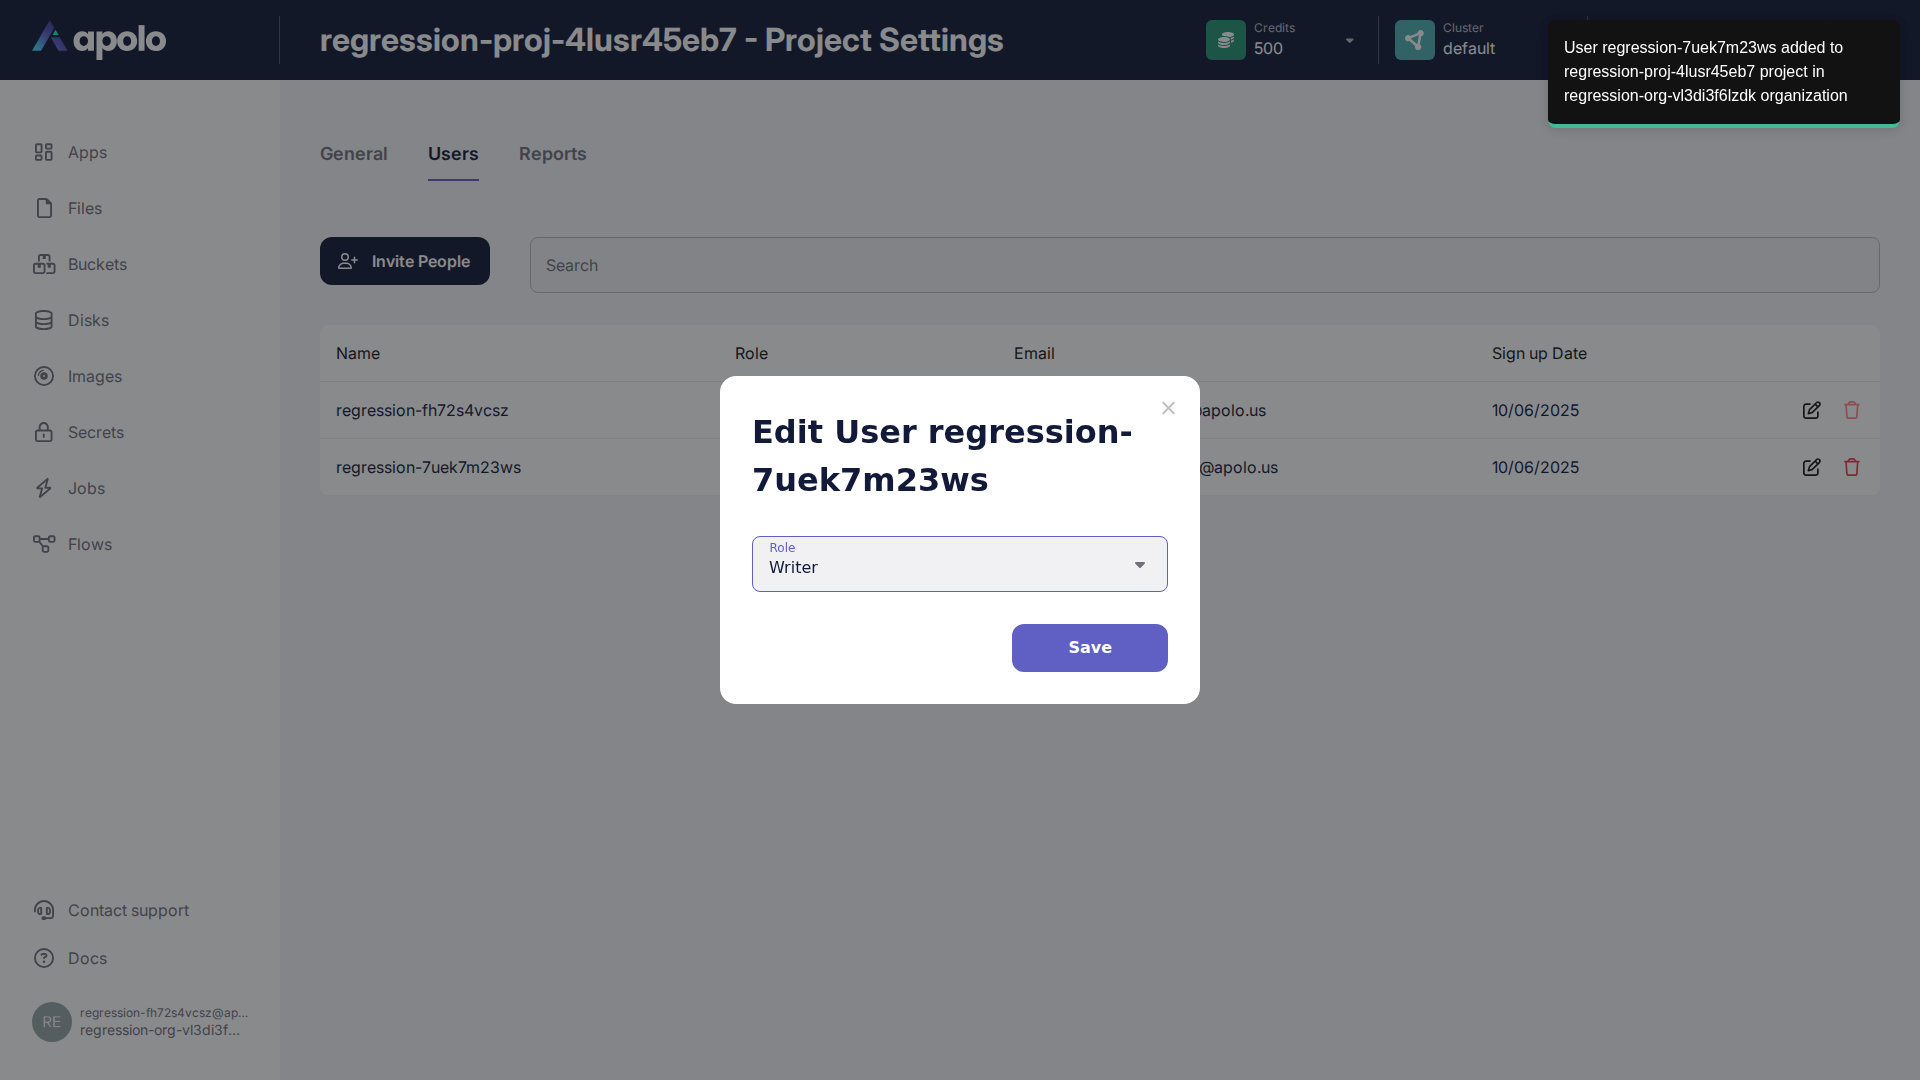 apolo
regression-proj-4lusr45eb7 - Project Settings
Credits
500
Cluster
default
User regression-7uek7m23ws added to
regression-proj-4lusr45eb7 project in
regression-org-vl3di3f6lzdk organization
Apps
Files
Buckets
Disks
Images
Secrets
Jobs
Flows
General Users Reports
Invite People
Search
Name Role Email Sign up Date
regression-fh72s4vcsz apolo.us 10/06/2025
regression-7uek7m23ws @apolo.us 10/06/2025
Edit User regression-
7uek7m23ws
Role
Writer
Save
Contact support
Docs
RE
regression-fh72s4vcsz@ap...
regression-org-vl3di3f...